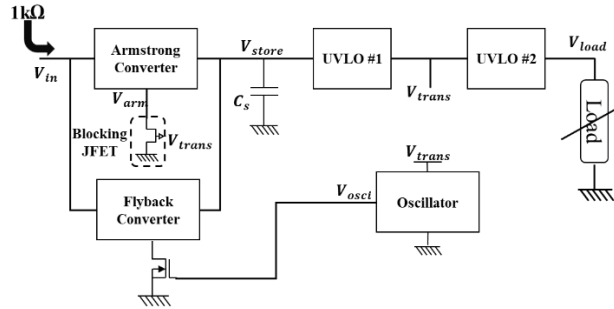 1kΩ
V_in
Armstrong
Converter
V_store
UVLO #1
UVLO #2
V_load
V_arm
C_s
V_trans
Blocking
JFET
V_trans
Load
Flyback
Converter
V_trans
V_osci
Oscillator